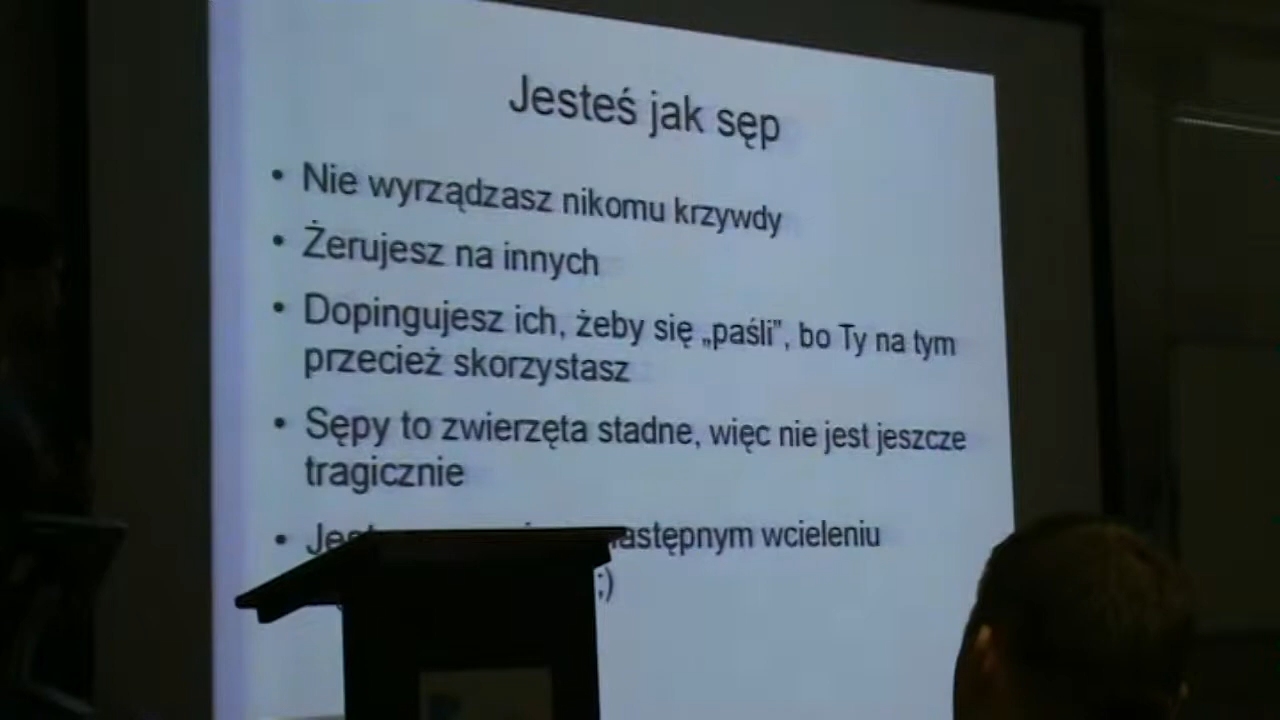 Jesteś jak sęp
• Nie wyrządzasz nikomu krzywdy
• Żerujesz na innych
• Dopingujesz ich, żeby się „paśli”, bo Ty na tym
przecież skorzystasz
• Sępy to zwierzęta stadne, więc nie jest jeszcze
tragicznie
• następnym wcieleniu
;)